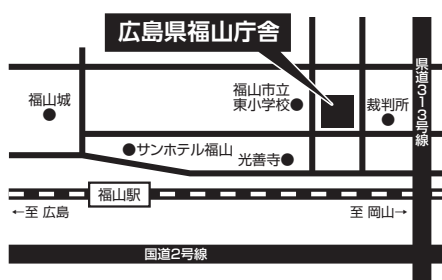 広島県福山庁舎
福山城
福山市立
東小学校
裁判所
県道313号線
サンホテル福山
光善寺
福山駅
←至 広島
至 岡山→
国道2号線